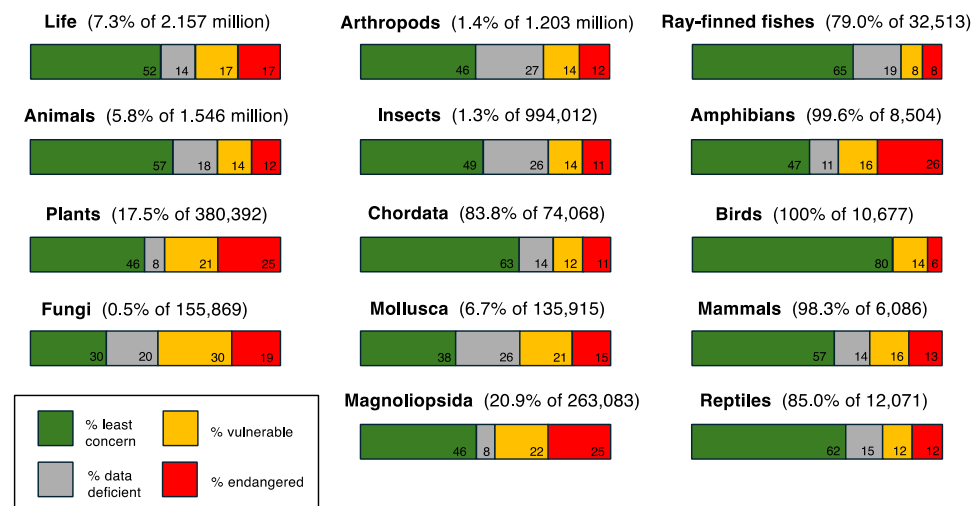 Life (7.3% of 2.157 million)
52 14 17 17
Animals (5.8% of 1.546 million)
57 18 14 12
Plants (17.5% of 380,392)
46 8 21 25
Fungi (0.5% of 155,869)
30 20 30 19
Arthropods (1.4% of 1.203 million)
46 27 14 12
Insects (1.3% of 994,012)
49 26 14 11
Chordata (83.8% of 74,068)
63 14 12 11
Mollusca (6.7% of 135,915)
38 26 21 15
Magnoliopsida (20.9% of 263,083)
46 8 22 25
Ray-finned fishes (79.0% of 32,513)
65 19 8 8
Amphibians (99.6% of 8,504)
47 11 16 26
Birds (100% of 10,677)
80 14 6
Mammals (98.3% of 6,086)
57 14 16 13
Reptiles (85.0% of 12,071)
62 15 12 12
% least
concern
% vulnerable
% data
deficient
% endangered